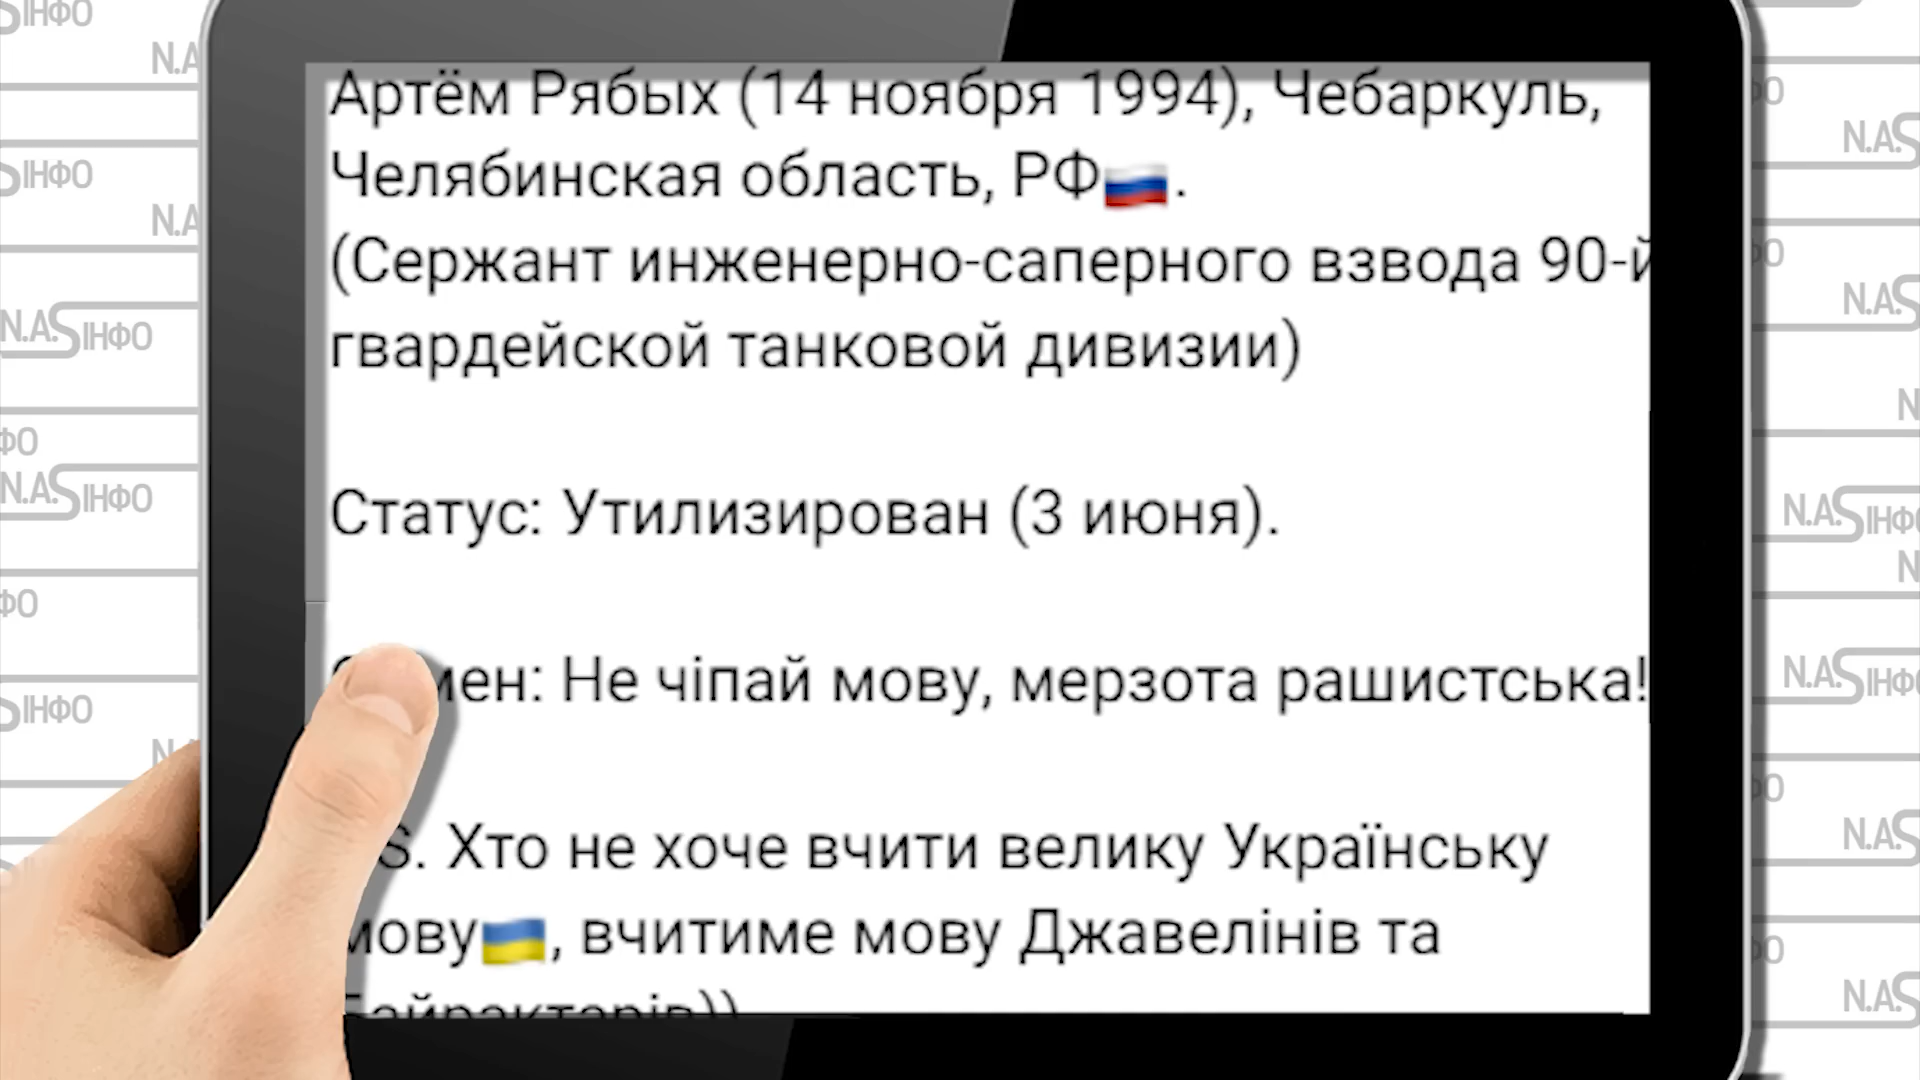 Артём Рябых (14 ноября 1994), Чебаркуль,
Челябинская область, РФ🇷🇺.
(Сержант инженерно-саперного взвода 90-й
гвардейской танковой дивизии)
Статус: Утилизирован (3 июня).
Не чіпай мову, мерзота рашистська!
Хто не хоче вчити велику Українську
мову🇺🇦, вчитиме мову Джавелінів та
Байрактарів))
N.A.S ІНФО
N.A.S ІНФО